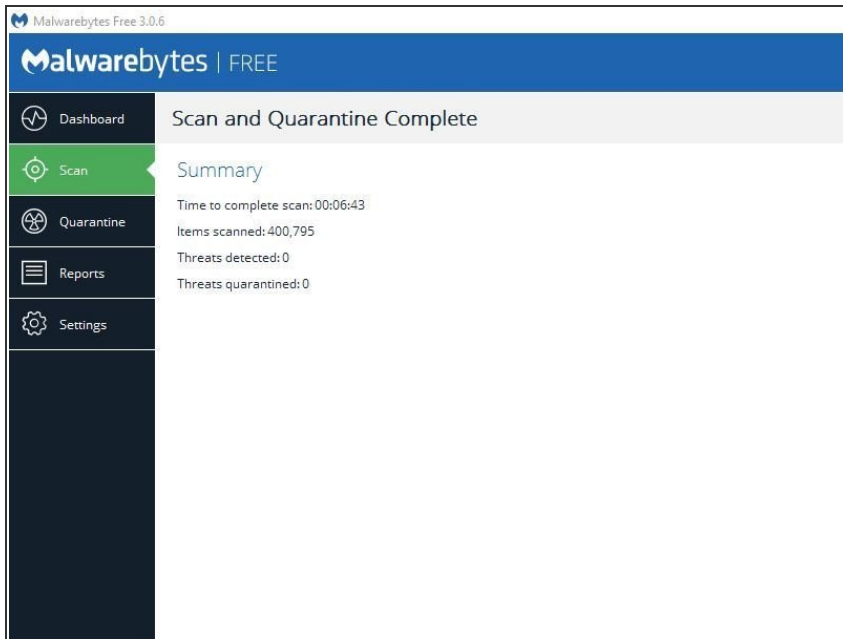 Malwarebytes Free 3.0.6
Malwarebytes | FREE
Dashboard
Scan and Quarantine Complete
Scan
Summary
Time to complete scan: 00:06:43
Items scanned: 400,795
Threats detected: 0
Threats quarantined: 0
Quarantine
Reports
Settings